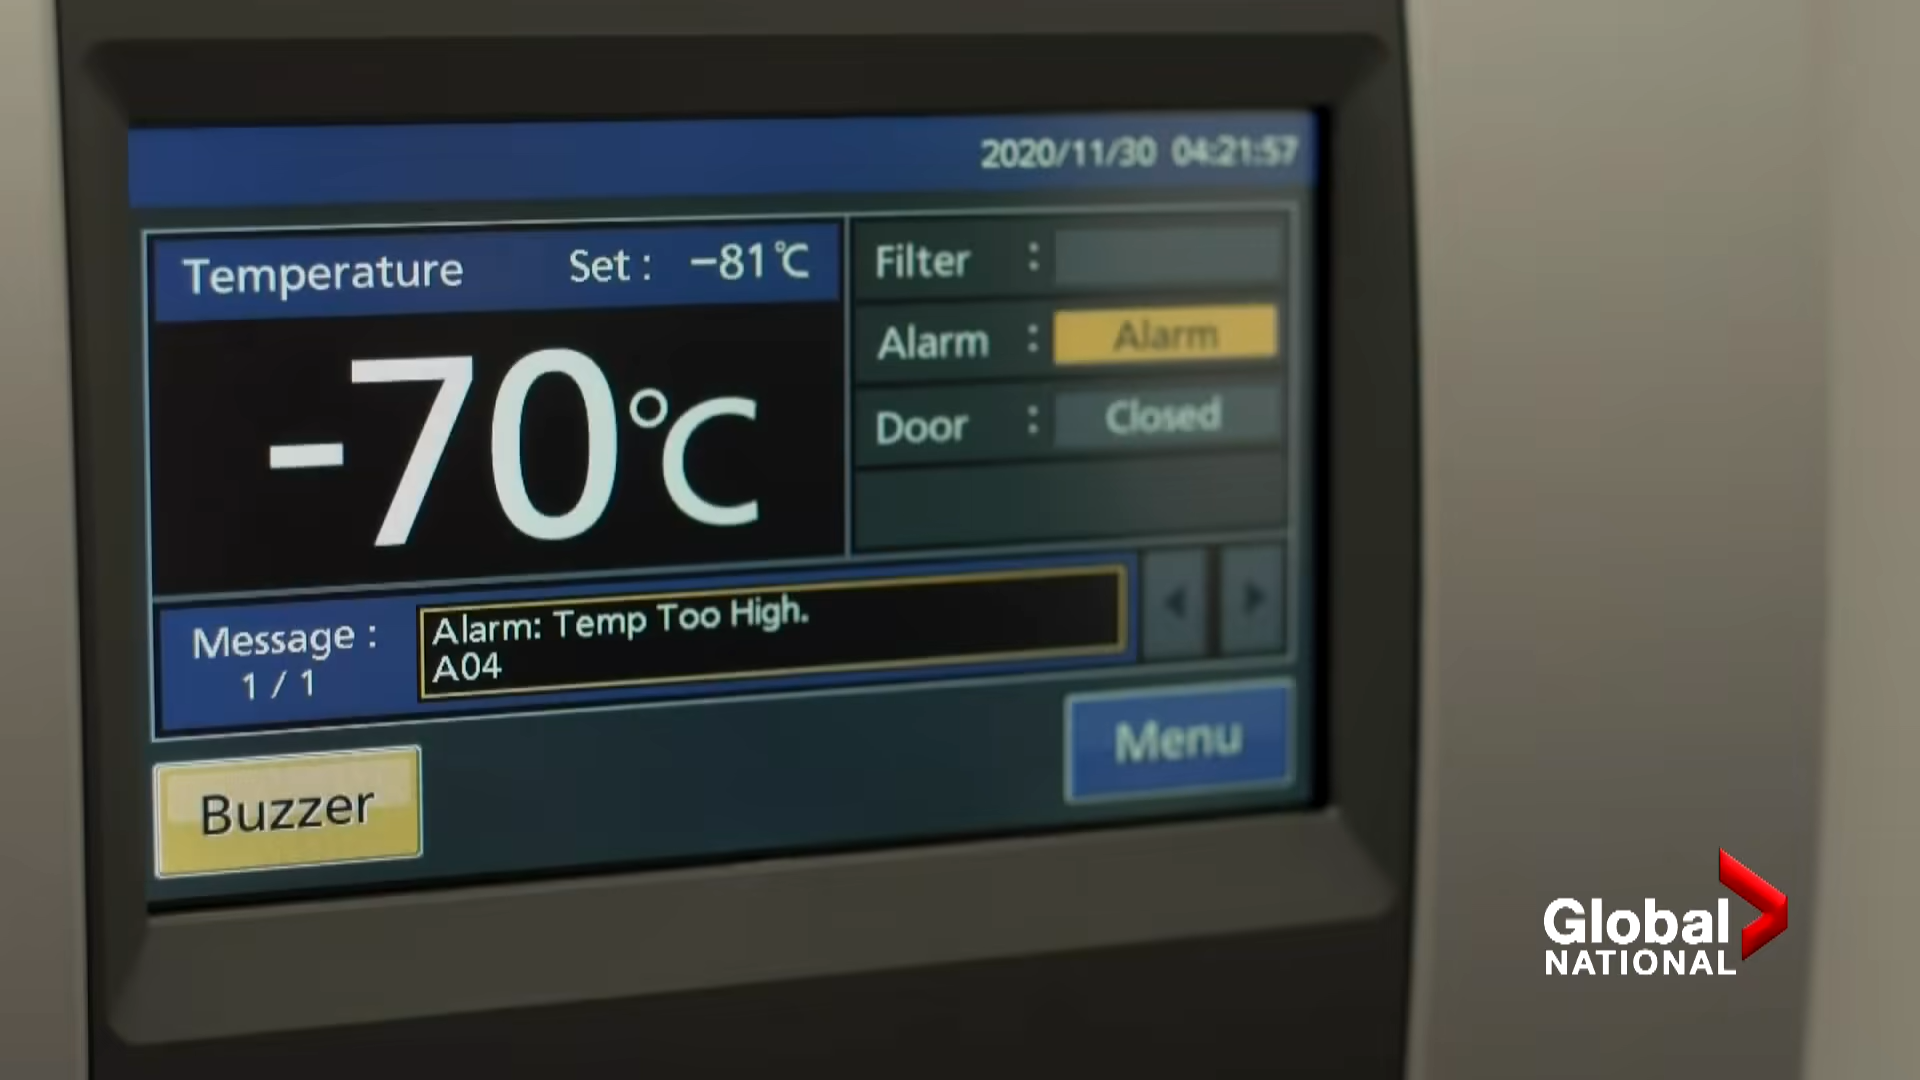 2020/11/30 04:21:57
Temperature Set : -81℃
-70℃
Filter :
Alarm : Alarm
Door : Closed
Message :
1 / 1
Alarm: Temp Too High.
A04
Menu
Buzzer
Global
NATIONAL